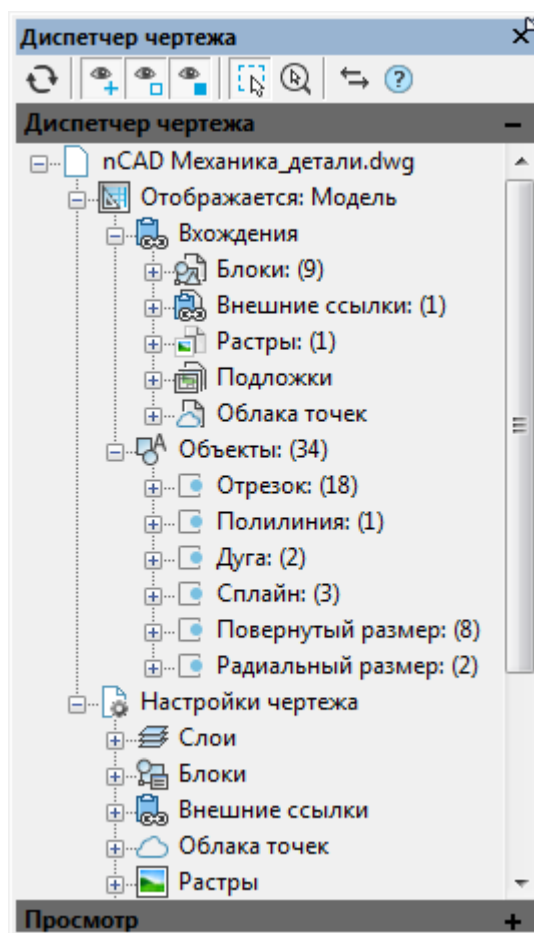 Диспетчер чертежа
Диспетчер чертежа
nCAD Механика_детали.dwg
Отображается: Модель
Вхождения
Блоки: (9)
Внешние ссылки: (1)
Растры: (1)
Подложки
Облака точек
Объекты: (34)
Отрезок: (18)
Полилиния: (1)
Дуга: (2)
Сплайн: (3)
Повернутый размер: (8)
Радиальный размер: (2)
Настройки чертежа
Слои
Блоки
Внешние ссылки
Облака точек
Растры
Просмотр